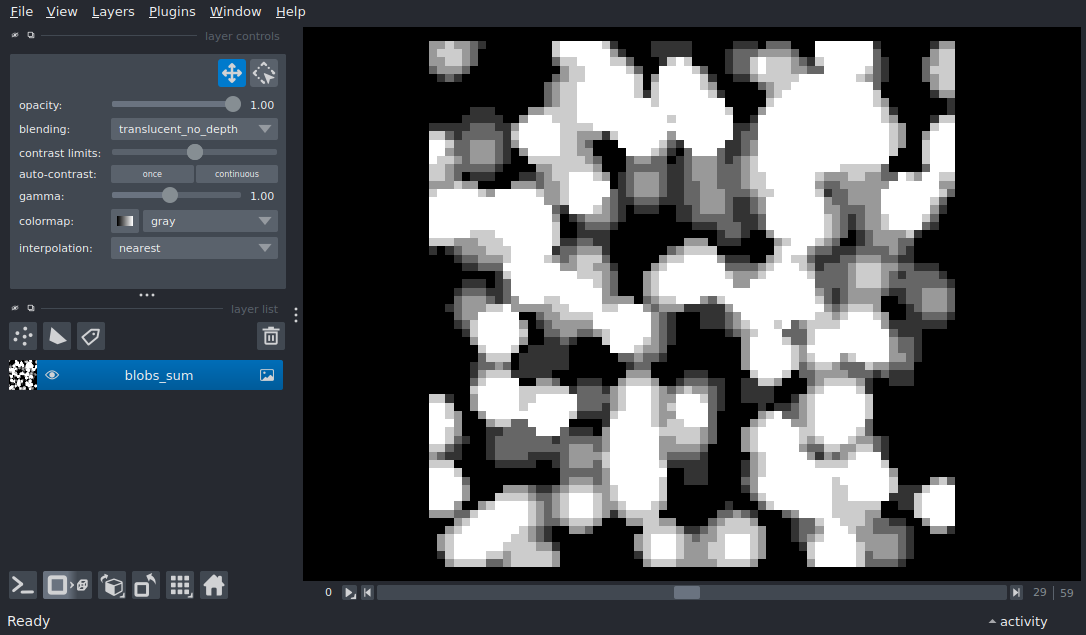 File View Layers Plugins Window Help
layer controls
opacity: 1.00
blending: translucent_no_depth
contrast limits:
auto-contrast: once continuous
gamma: 1.00
colormap: gray
interpolation: nearest
layer list
blobs_sum
0 29 59
Ready activity